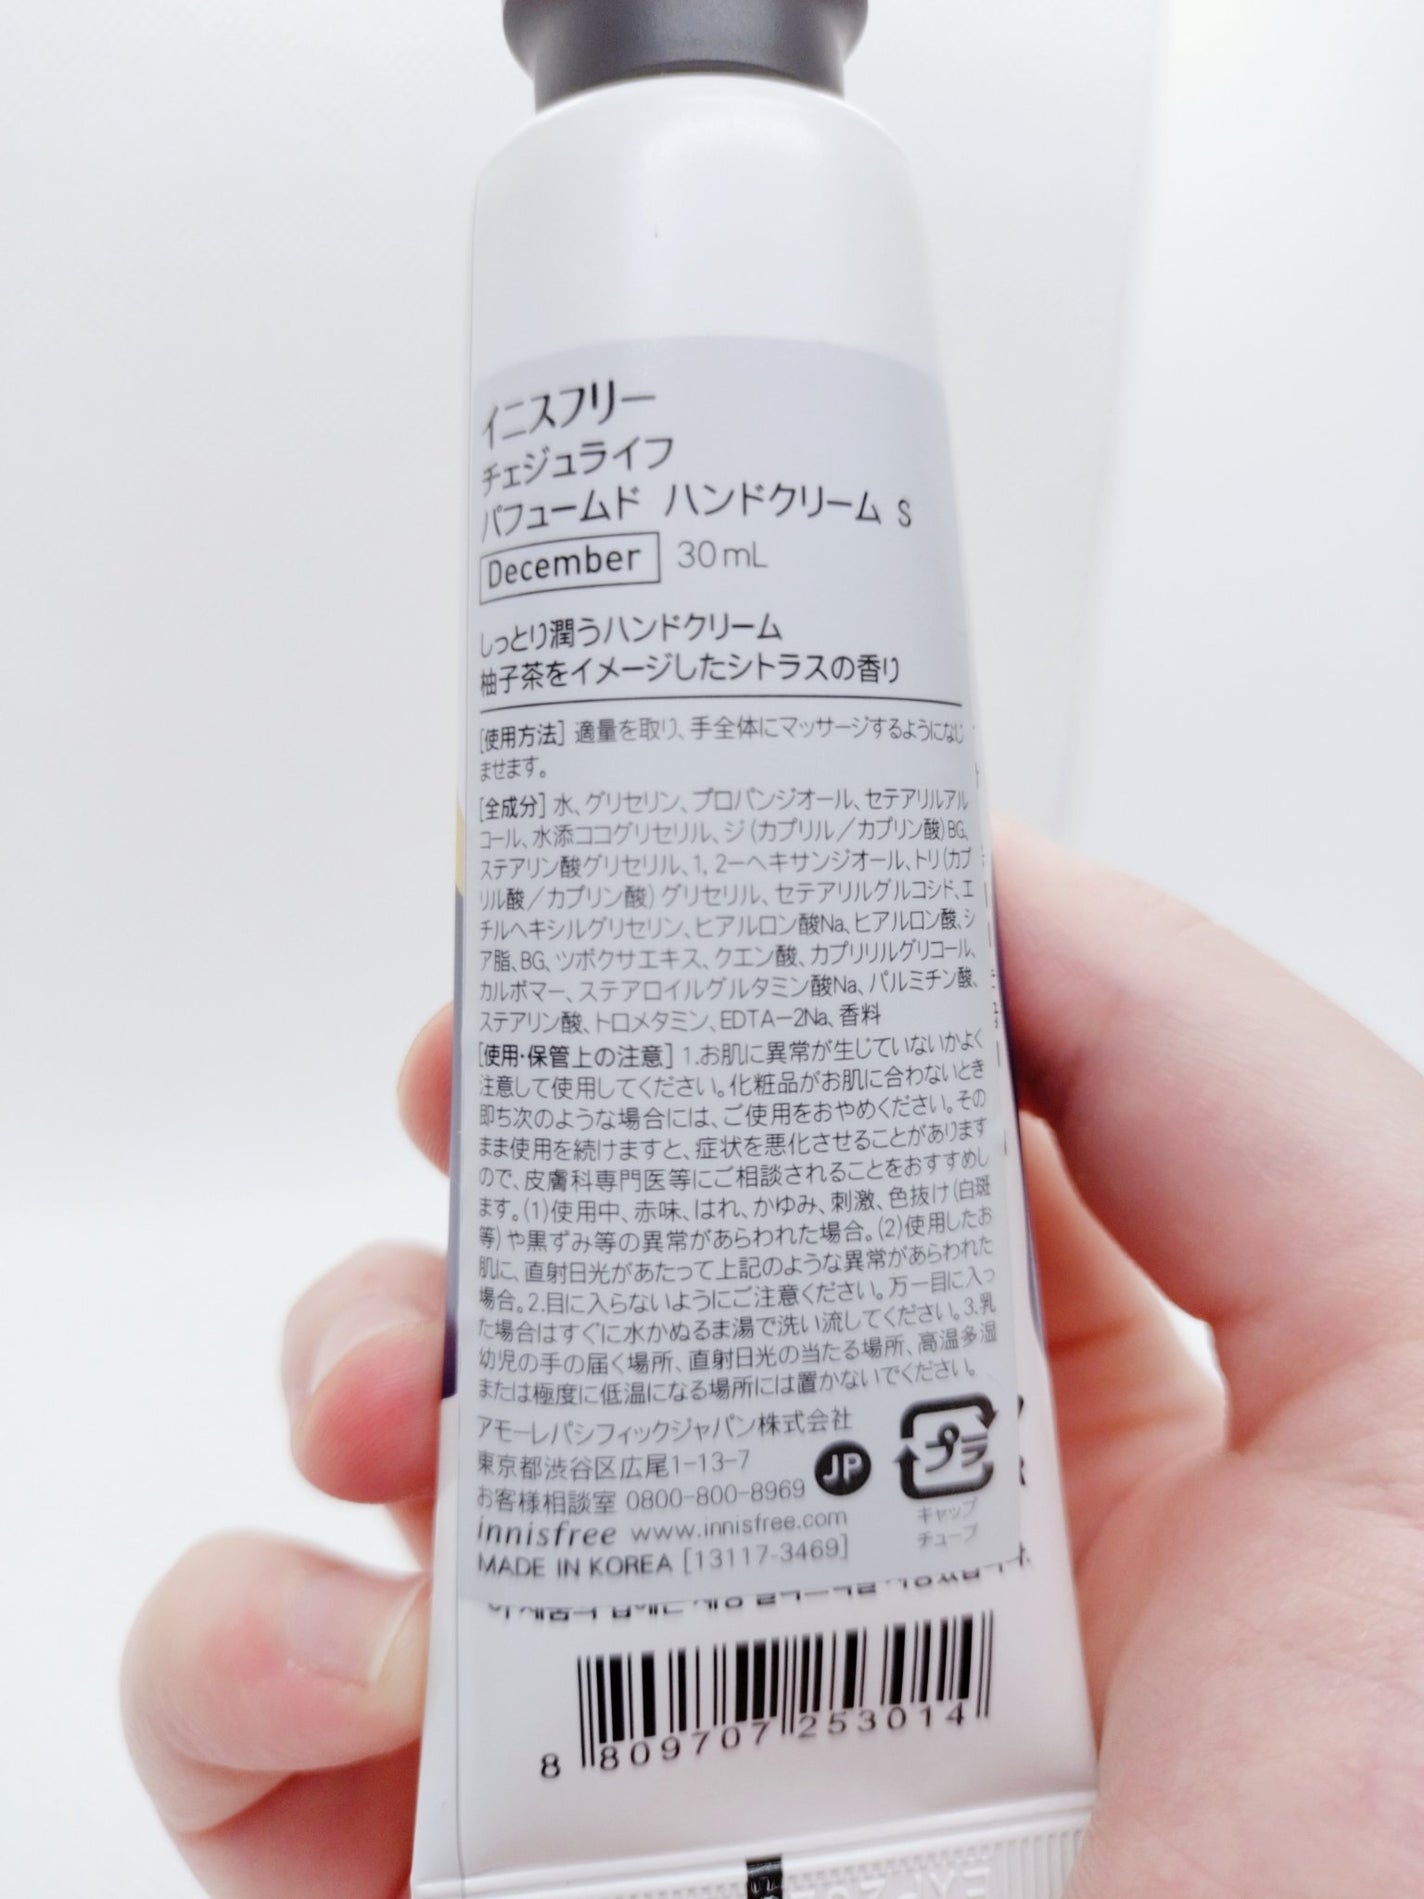 イニスフリー
チェジュライフ
パフュームド ハンドクリーム S
December 30mL
しっとり潤うハンドクリーム
柚子茶をイメージしたシトラスの香り
[使用方法] 適量を取り、手全体にマッサージするようになじ
ませます。
[全成分] 水、グリセリン、プロパンジオール、セテアリルアル
コール、水添ココグリセリル、ジ(カプリル/カプリン酸)BG、
ステアリン酸グリセリル、1, 2-ヘキサンジオール、トリ(カプ
リル酸/カプリン酸)グリセリル、セテアリルグルコシド、エ
チルヘキシルグリセリン、ヒアルロン酸Na、ヒアルロン酸、シ
ア脂、BG、ツボクサエキス、クエン酸、カプリリルグリコール、
カルボマー、ステアロイルグルタミン酸Na、パルミチン酸、
ステアリン酸、トロメタミン、EDTA-2Na、香料
[使用・保管上の注意] 1.お肌に異常が生じていないかよく
注意して使用してください。化粧品がお肌に合わないとき
即ち次のような場合には、ご使用をおやめください。その
まま使用を続けますと、症状を悪化させることがあります
ので、皮膚科専門医等にご相談されることをおすすめし
ます。(1)使用中、赤味、はれ、かゆみ、刺激、色抜け(白斑
等)や黒ずみ等の異常があらわれた場合。(2)使用したお
肌に、直射日光があたって上記のような異常があらわれた
場合。2.目に入らないようにご注意ください。万一目に入っ
た場合はすぐに水かぬるま湯で洗い流してください。3.乳
幼児の手の届く場所、直射日光の当たる場所、高温多湿
または極度に低温になる場所には置かないでください。
アモーレパシフィックジャパン株式会社
東京都渋谷区広尾1-13-7
お客様相談室 0800-800-8969
JP
プラ
キャップ
チューブ
innisfree www.innisfree.com
MADE IN KOREA [13117-3469]
8 809707 253014